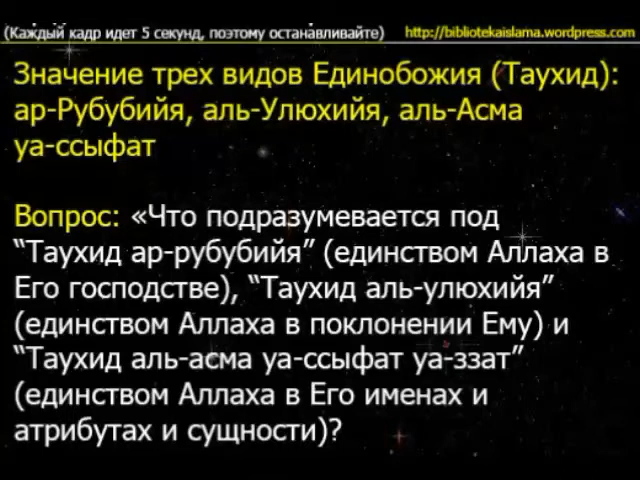 (Каждый кадр идет 5 секунд, поэтому останавливайте) http://bibliotekaislama.wordpress.com
Значение трех видов Единобожия (Таухид):
ар-Рубубийя, аль-Улюхийя, аль-Асма
уа-ссыфат
Вопрос: «Что подразумевается под
“Таухид ар-рубубийя” (единством Аллаха в
Его господстве), “Таухид аль-улюхийя”
(единством Аллаха в поклонении Ему) и
“Таухид аль-асма уа-ссыфат уа-ззат”
(единством Аллаха в Его именах и
атрибутах и сущности)?